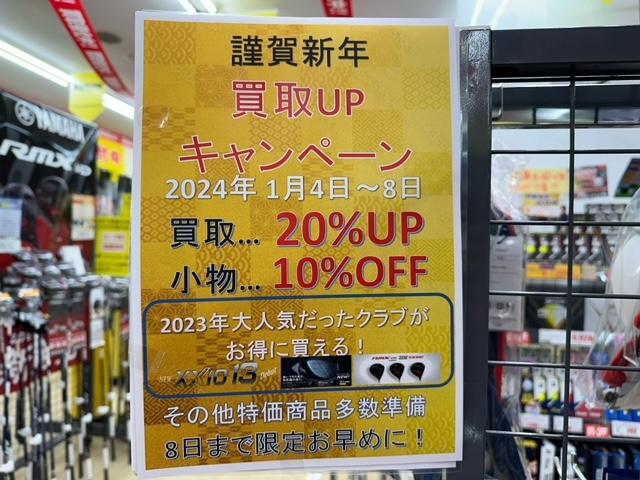 謹賀新年
買取UP
キャンペーン
2024年 1月4日～8日
買取… 20%UP
小物… 10%OFF
2023年大人気だったクラブが
お得に買える！
XXIO 13
その他特価商品多数準備
8日まで限定お早めに！
YAMAHA
RMX